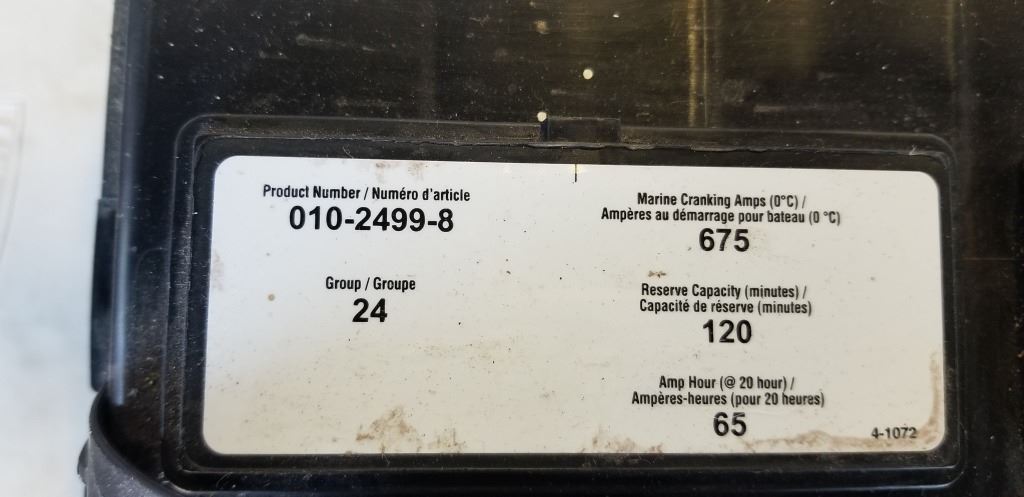 Product Number / Numéro d'article
010-2499-8
Group / Groupe
24
Marine Cranking Amps (0°C) /
Ampères au démarrage pour bateau (0 °C)
675
Reserve Capacity (minutes) /
Capacité de réserve (minutes)
120
Amp Hour (@ 20 hour) /
Ampères-heures (pour 20 heures)
65
4-1072